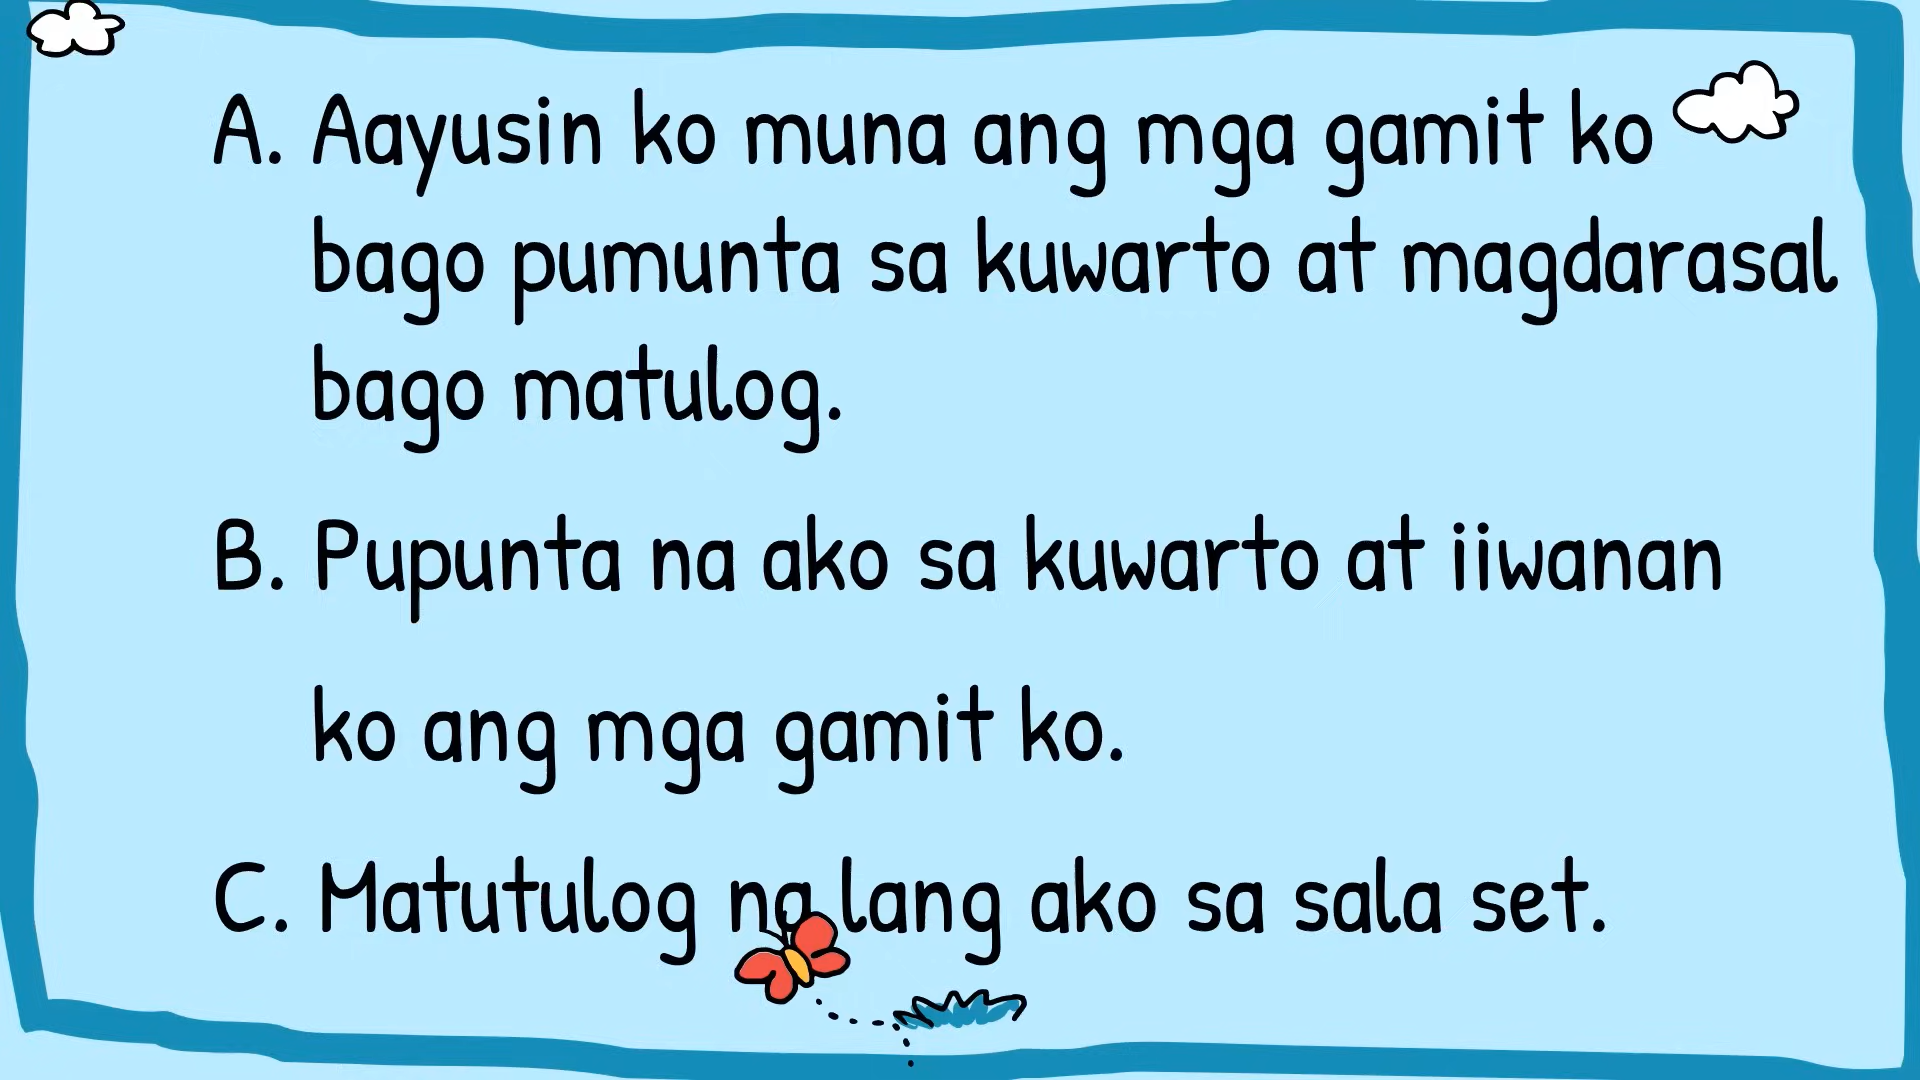 A. Aayusin ko muna ang mga gamit ko
bago pumunta sa kuwarto at magdarasal
bago matulog.
B. Pupunta na ako sa kuwarto at iiwanan
ko ang mga gamit ko.
C. Matutulog na lang ako sa sala set.